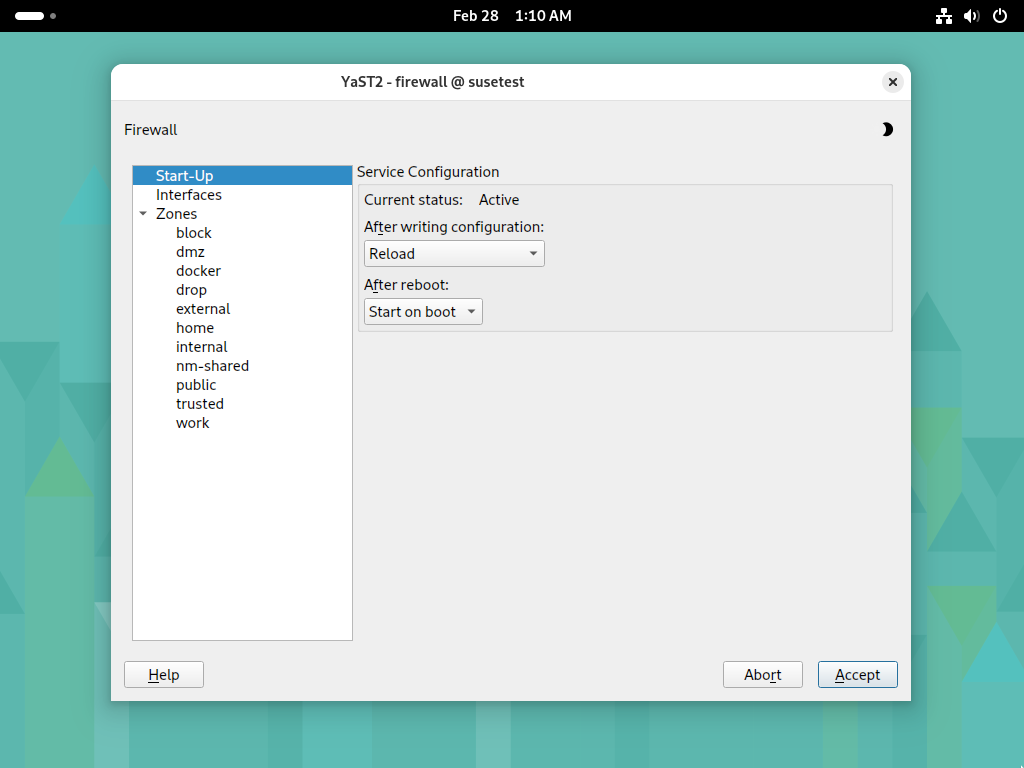 Feb 28 1:10 AM
YaST2 - firewall @ susetest
Firewall
Start-Up
Interfaces
Zones
block
dmz
docker
drop
external
home
internal
nm-shared
public
trusted
work
Service Configuration
Current status: Active
After writing configuration:
Reload
After reboot:
Start on boot
Help
Abort
Accept